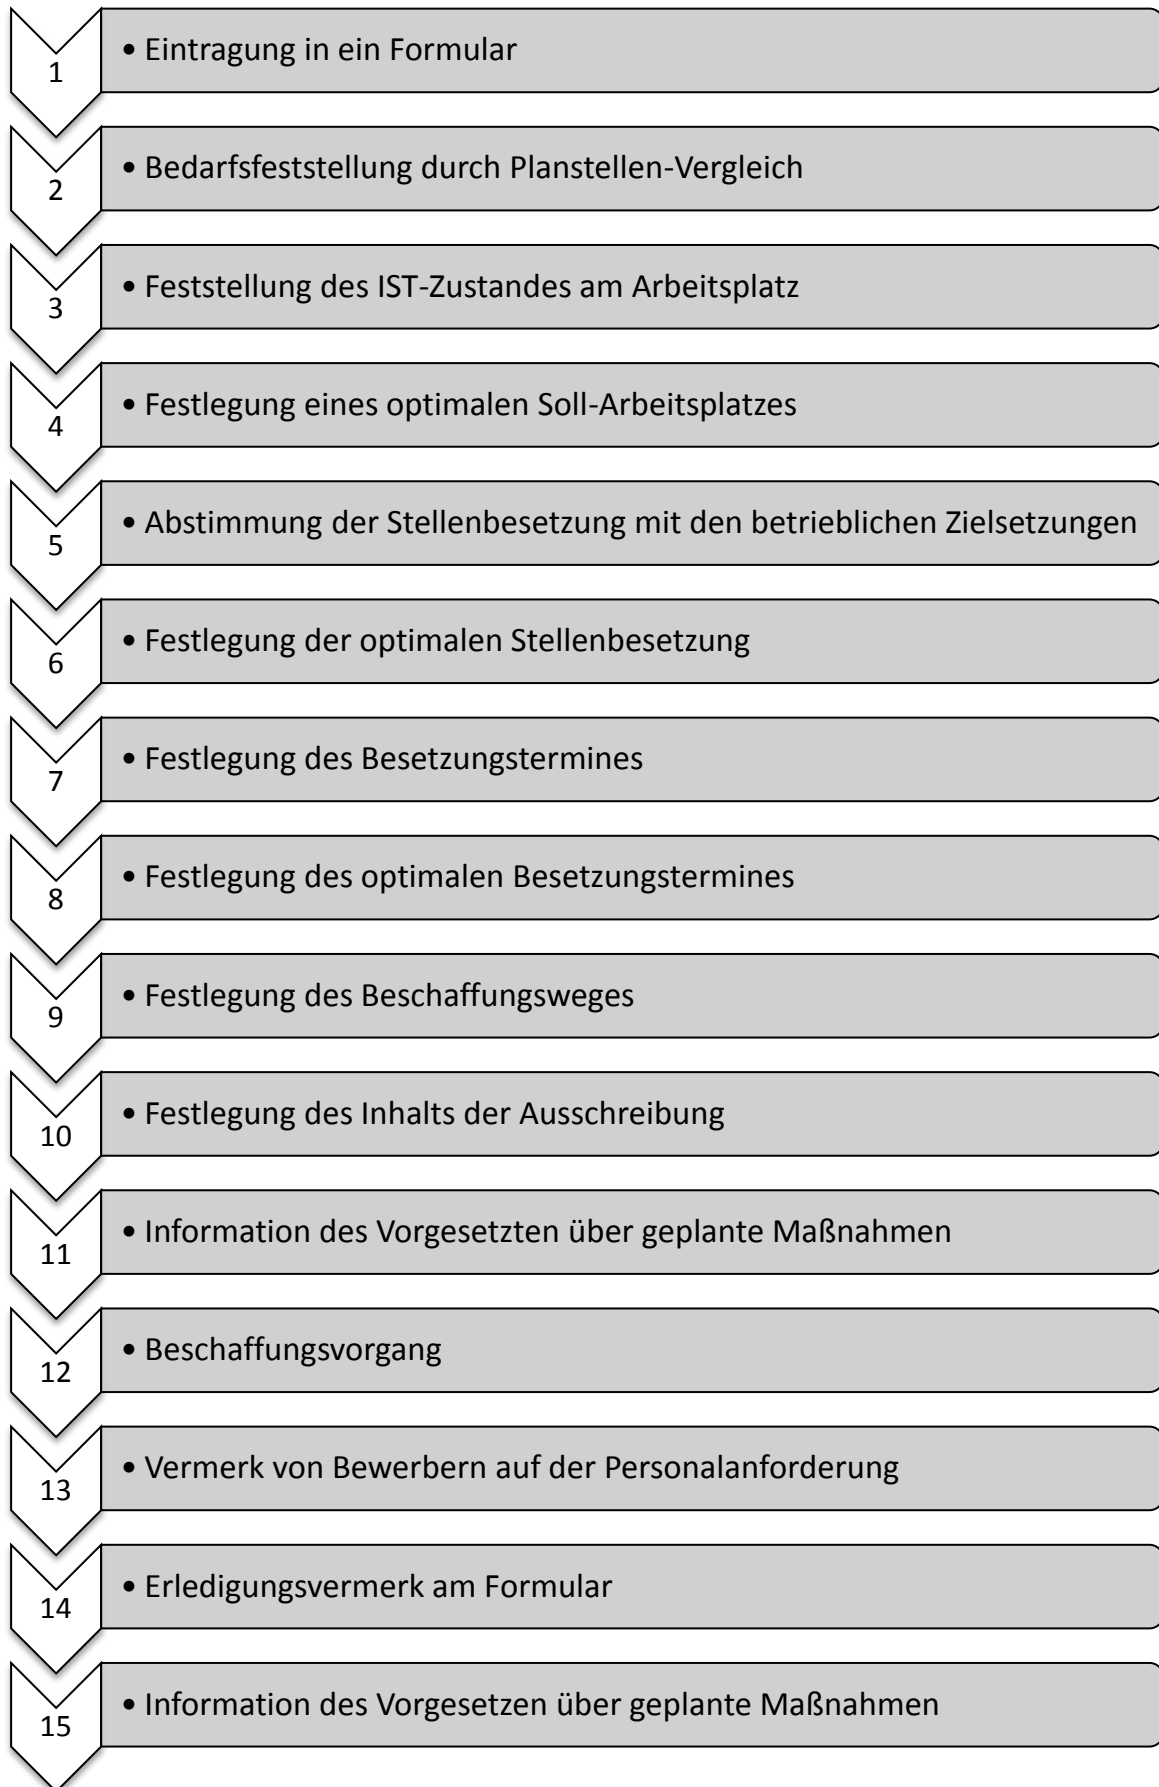 1
• Eintragung in ein Formular
2
• Bedarfsfeststellung durch Planstellen-Vergleich
3
• Feststellung des IST-Zustandes am Arbeitsplatz
4
• Festlegung eines optimalen Soll-Arbeitsplatzes
5
• Abstimmung der Stellenbesetzung mit den betrieblichen Zielsetzungen
6
• Festlegung der optimalen Stellenbesetzung
7
• Festlegung des Besetzungstermines
8
• Festlegung des optimalen Besetzungstermines
9
• Festlegung des Beschaffungsweges
10
• Festlegung des Inhalts der Ausschreibung
11
• Information des Vorgesetzten über geplante Maßnahmen
12
• Beschaffungsvorgang
13
• Vermerk von Bewerbern auf der Personalanforderung
14
• Erledigungsvermerk am Formular
15
• Information des Vorgesetzen über geplante Maßnahmen